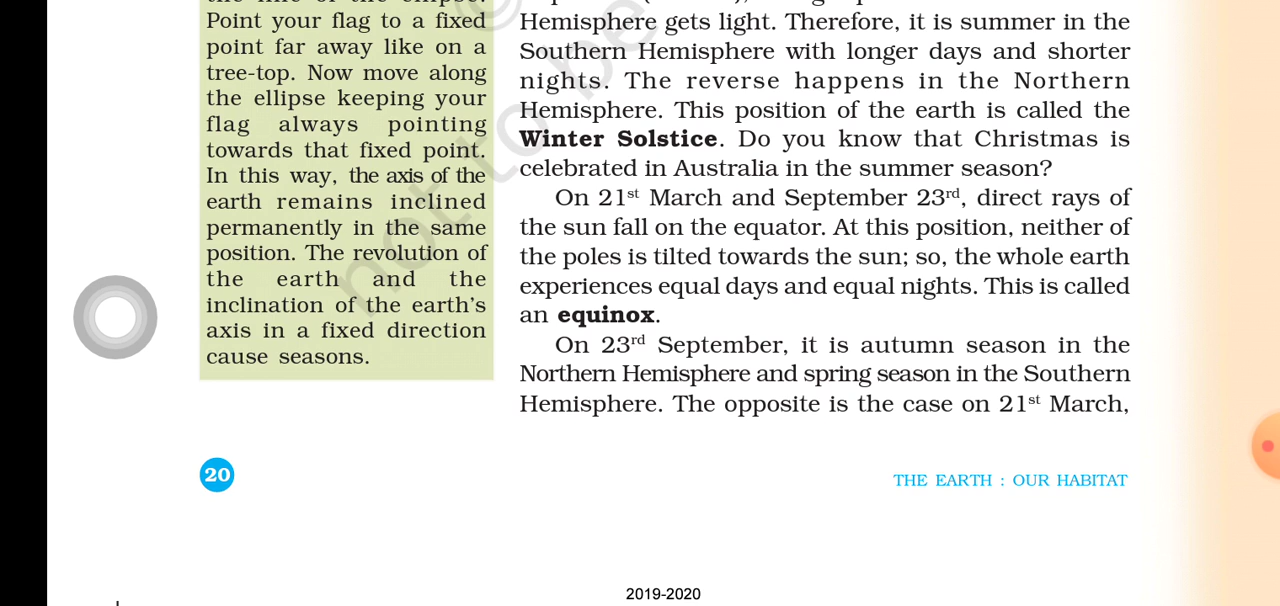 the line of the ellipse.
Point your flag to a fixed
point far away like on a
tree-top. Now move along
the ellipse keeping your
flag always pointing
towards that fixed point.
In this way, the axis of the
earth remains inclined
permanently in the same
position. The revolution of
the earth and the
inclination of the earth's
axis in a fixed direction
cause seasons.
Hemisphere gets light. Therefore, it is summer in the
Southern Hemisphere with longer days and shorter
nights. The reverse happens in the Northern
Hemisphere. This position of the earth is called the
Winter Solstice. Do you know that Christmas is
celebrated in Australia in the summer season?
On 21st March and September 23rd, direct rays of
the sun fall on the equator. At this position, neither of
the poles is tilted towards the sun; so, the whole earth
experiences equal days and equal nights. This is called
an equinox.
On 23rd September, it is autumn season in the
Northern Hemisphere and spring season in the Southern
Hemisphere. The opposite is the case on 21st March,
20
THE EARTH : OUR HABITAT
2019-2020
not to be